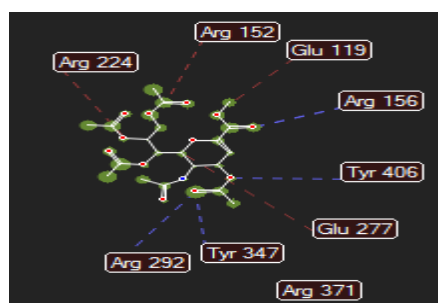 Arg 152
Glu 119
Arg 224
Arg 156
Tyr 406
Glu 277
Tyr 347
Arg 292
Arg 371